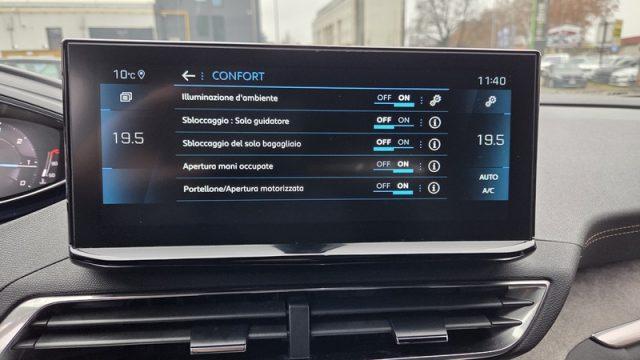 10°C
CONFORT
11:40
Illuminazione d'ambiente OFF ON
Sbloccaggio : Solo guidatore OFF ON
19.5
Sbloccaggio del solo bagagliaio OFF ON
19.5
Apertura mani occupate OFF ON
AUTO
Portellone/Apertura motorizzata OFF ON
A/C